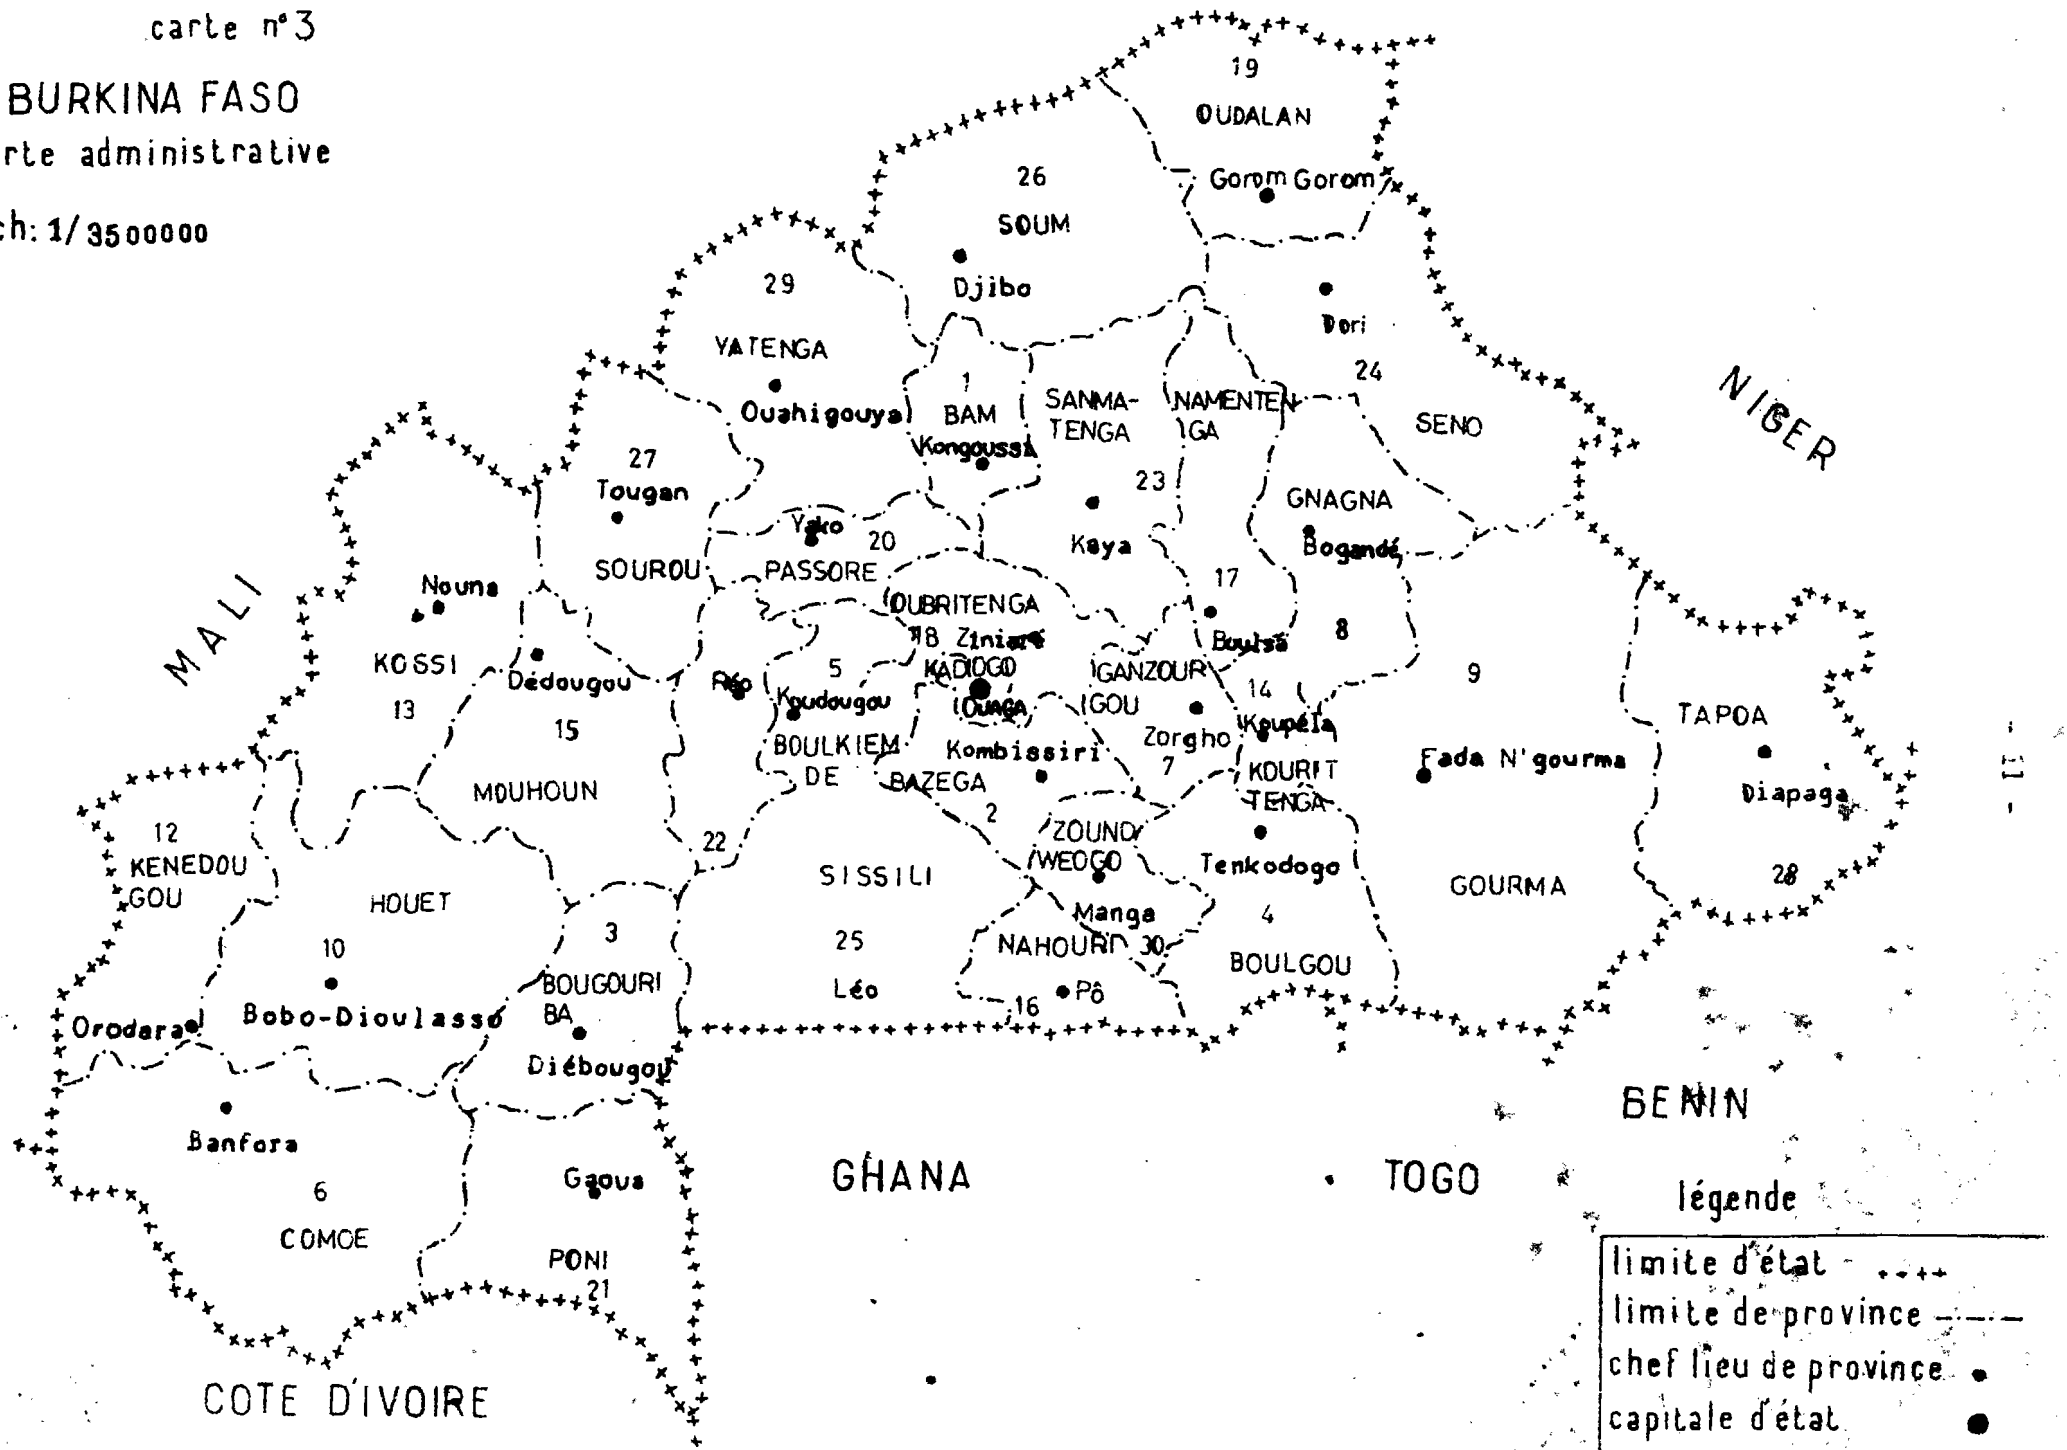 carte n°3
BURKINA FASO
rte administrative
ch: 1/3500000
19
OUDALAN
Gorom Gorom
26
SOUM
Djibo
29
YATENGA
Ouahigouya
Dori
24
SENO
NIGER
1
BAM
Kongoussi
SANMA-
TENGA
23
Kaya
NAMENTEN
GA
17
Boulsa
GNAGNA
Bogandé
8
27
Tougan
SOUROU
Yako
20
PASSORE
OUBRITENGA
18 Ziniaré
KADIOGO
OUAGA
MALI
Nouna
KOSSI
13
Dédougou
15
MOUHOUN
Réo
22
5
Koudougou
BOULKIEM
DE
Kombissiri
BAZEGA
2
GANZOUR
GOU
Zorgho
7
14
Koupéla
KOURIT
TENGA
9
Fada N'gourma
GOURMA
TAPOA
Diapaga
28
- 11 -
12
KENEDOU
GOU
Orodara
HOUET
10
Bobo-Dioulasso
3
BOUGOURI
BA
Diébougou
SISSILI
25
Léo
ZOUND
WEOGO
Manga
30
NAHOURI
Pô
16
Tenkodogo
4
BOULGOU
Banfora
6
COMOE
Gaoua
PONI
21
GHANA
TOGO
BENIN
COTE D'IVOIRE
légende
limite d'état
limite de province
chef lieu de province
capitale d'état